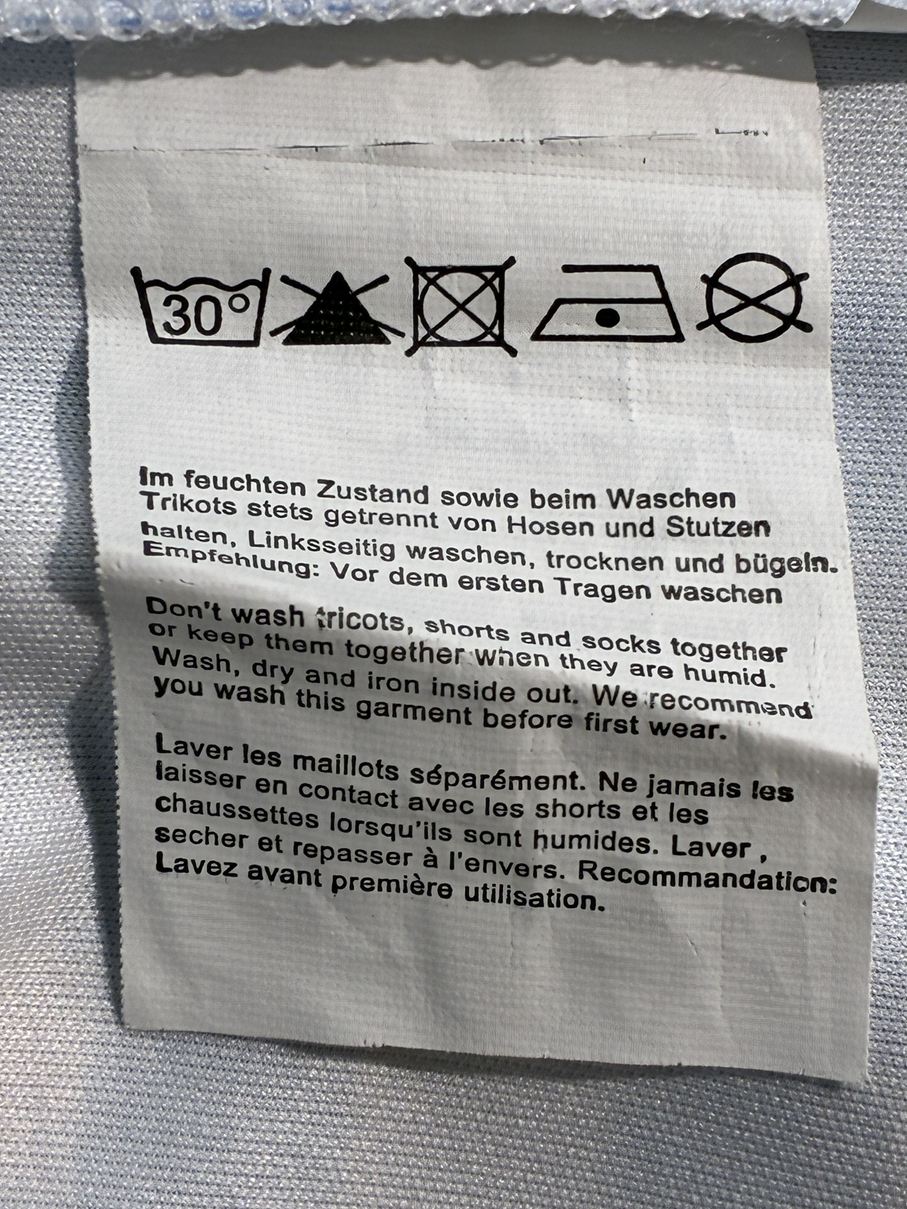 30°
Im feuchten Zustand sowie beim Waschen
Trikots stets getrennt von Hosen und Stutzen
halten, Linksseitig waschen, trocknen und bügeln.
Empfehlung: Vor dem ersten Tragen waschen
Don't wash tricots, shorts and socks together
or keep them together when they are humid.
Wash, dry and iron inside out. We recommend
you wash this garment before first wear.
Laver les maillots séparément. Ne jamais les
laisser en contact avec les shorts et les
chaussettes lorsqu'ils sont humides. Laver ,
secher et repasser à l'envers. Recommandation:
Lavez avant première utilisation.